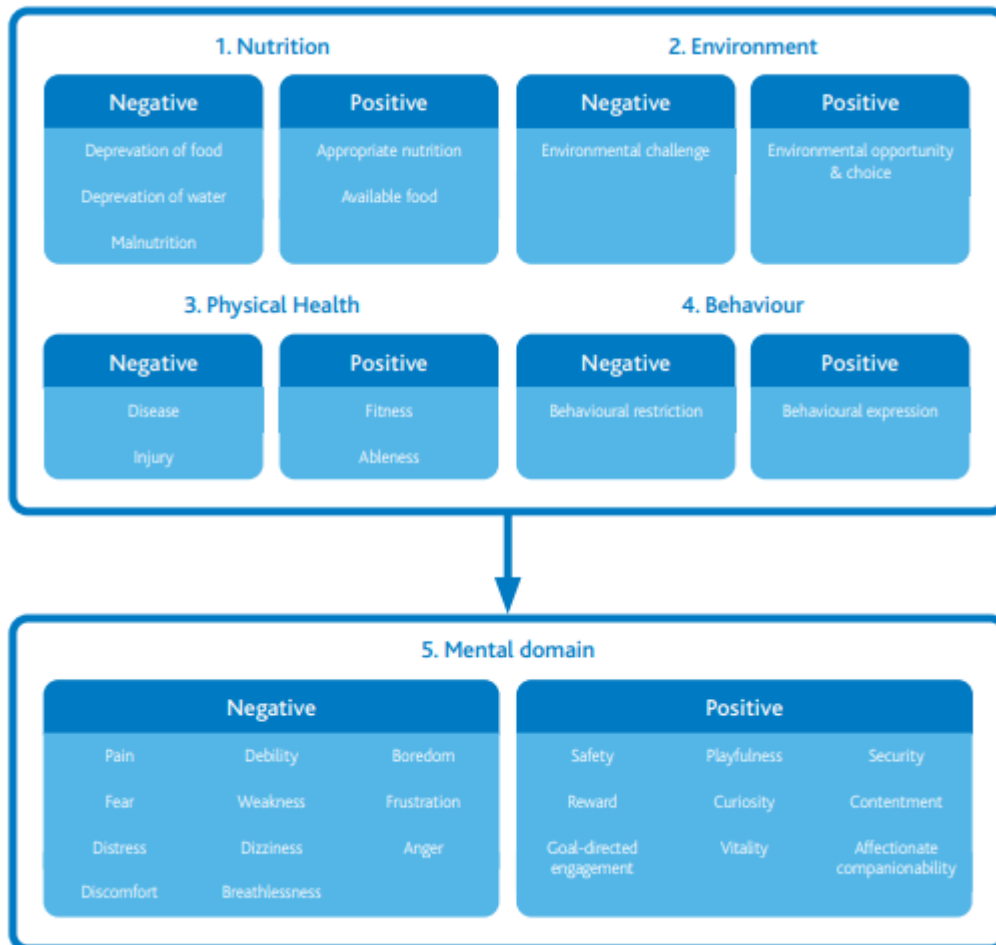 1. Nutrition
Negative
Deprevation of food
Deprevation of water
Malnutrition
Positive
Appropriate nutrition
Available food
2. Environment
Negative
Environmental challenge
Positive
Environmental opportunity
& choice
3. Physical Health
Negative
Disease
Injury
Positive
Fitness
Ableness
4. Behaviour
Negative
Behavioural restriction
Positive
Behavioural expression
5. Mental domain
Negative
Pain
Debility
Boredom
Fear
Weakness
Frustration
Distress
Dizziness
Anger
Discomfort
Breathlessness
Positive
Safety
Playfulness
Security
Reward
Curiosity
Contentment
Goal-directed
engagement
Vitality
Affectionate
companionability